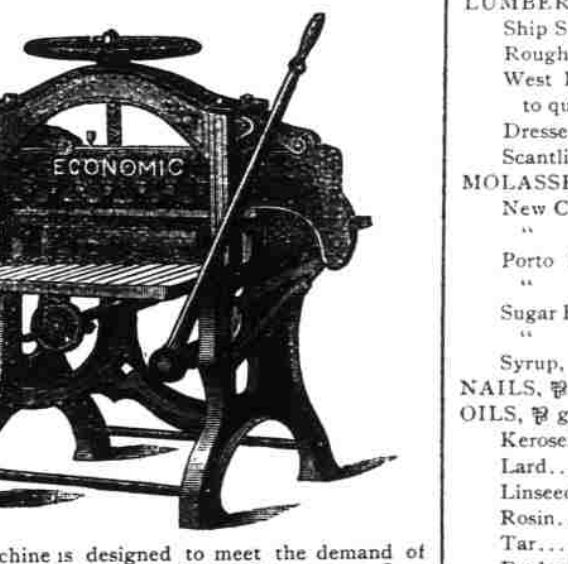 ECONOMIC
chine is designed to meet the demand of
LUMBER
Ship S
Rough
West
to qu
Dresse
Scantli
MOLASSE
New C
"
Porto
"
Sugar
"
Syrup,
NAILS, ⅌
OILS, ⅌ g
Kerose
Lard..
Linseed
Rosin.
Tar...